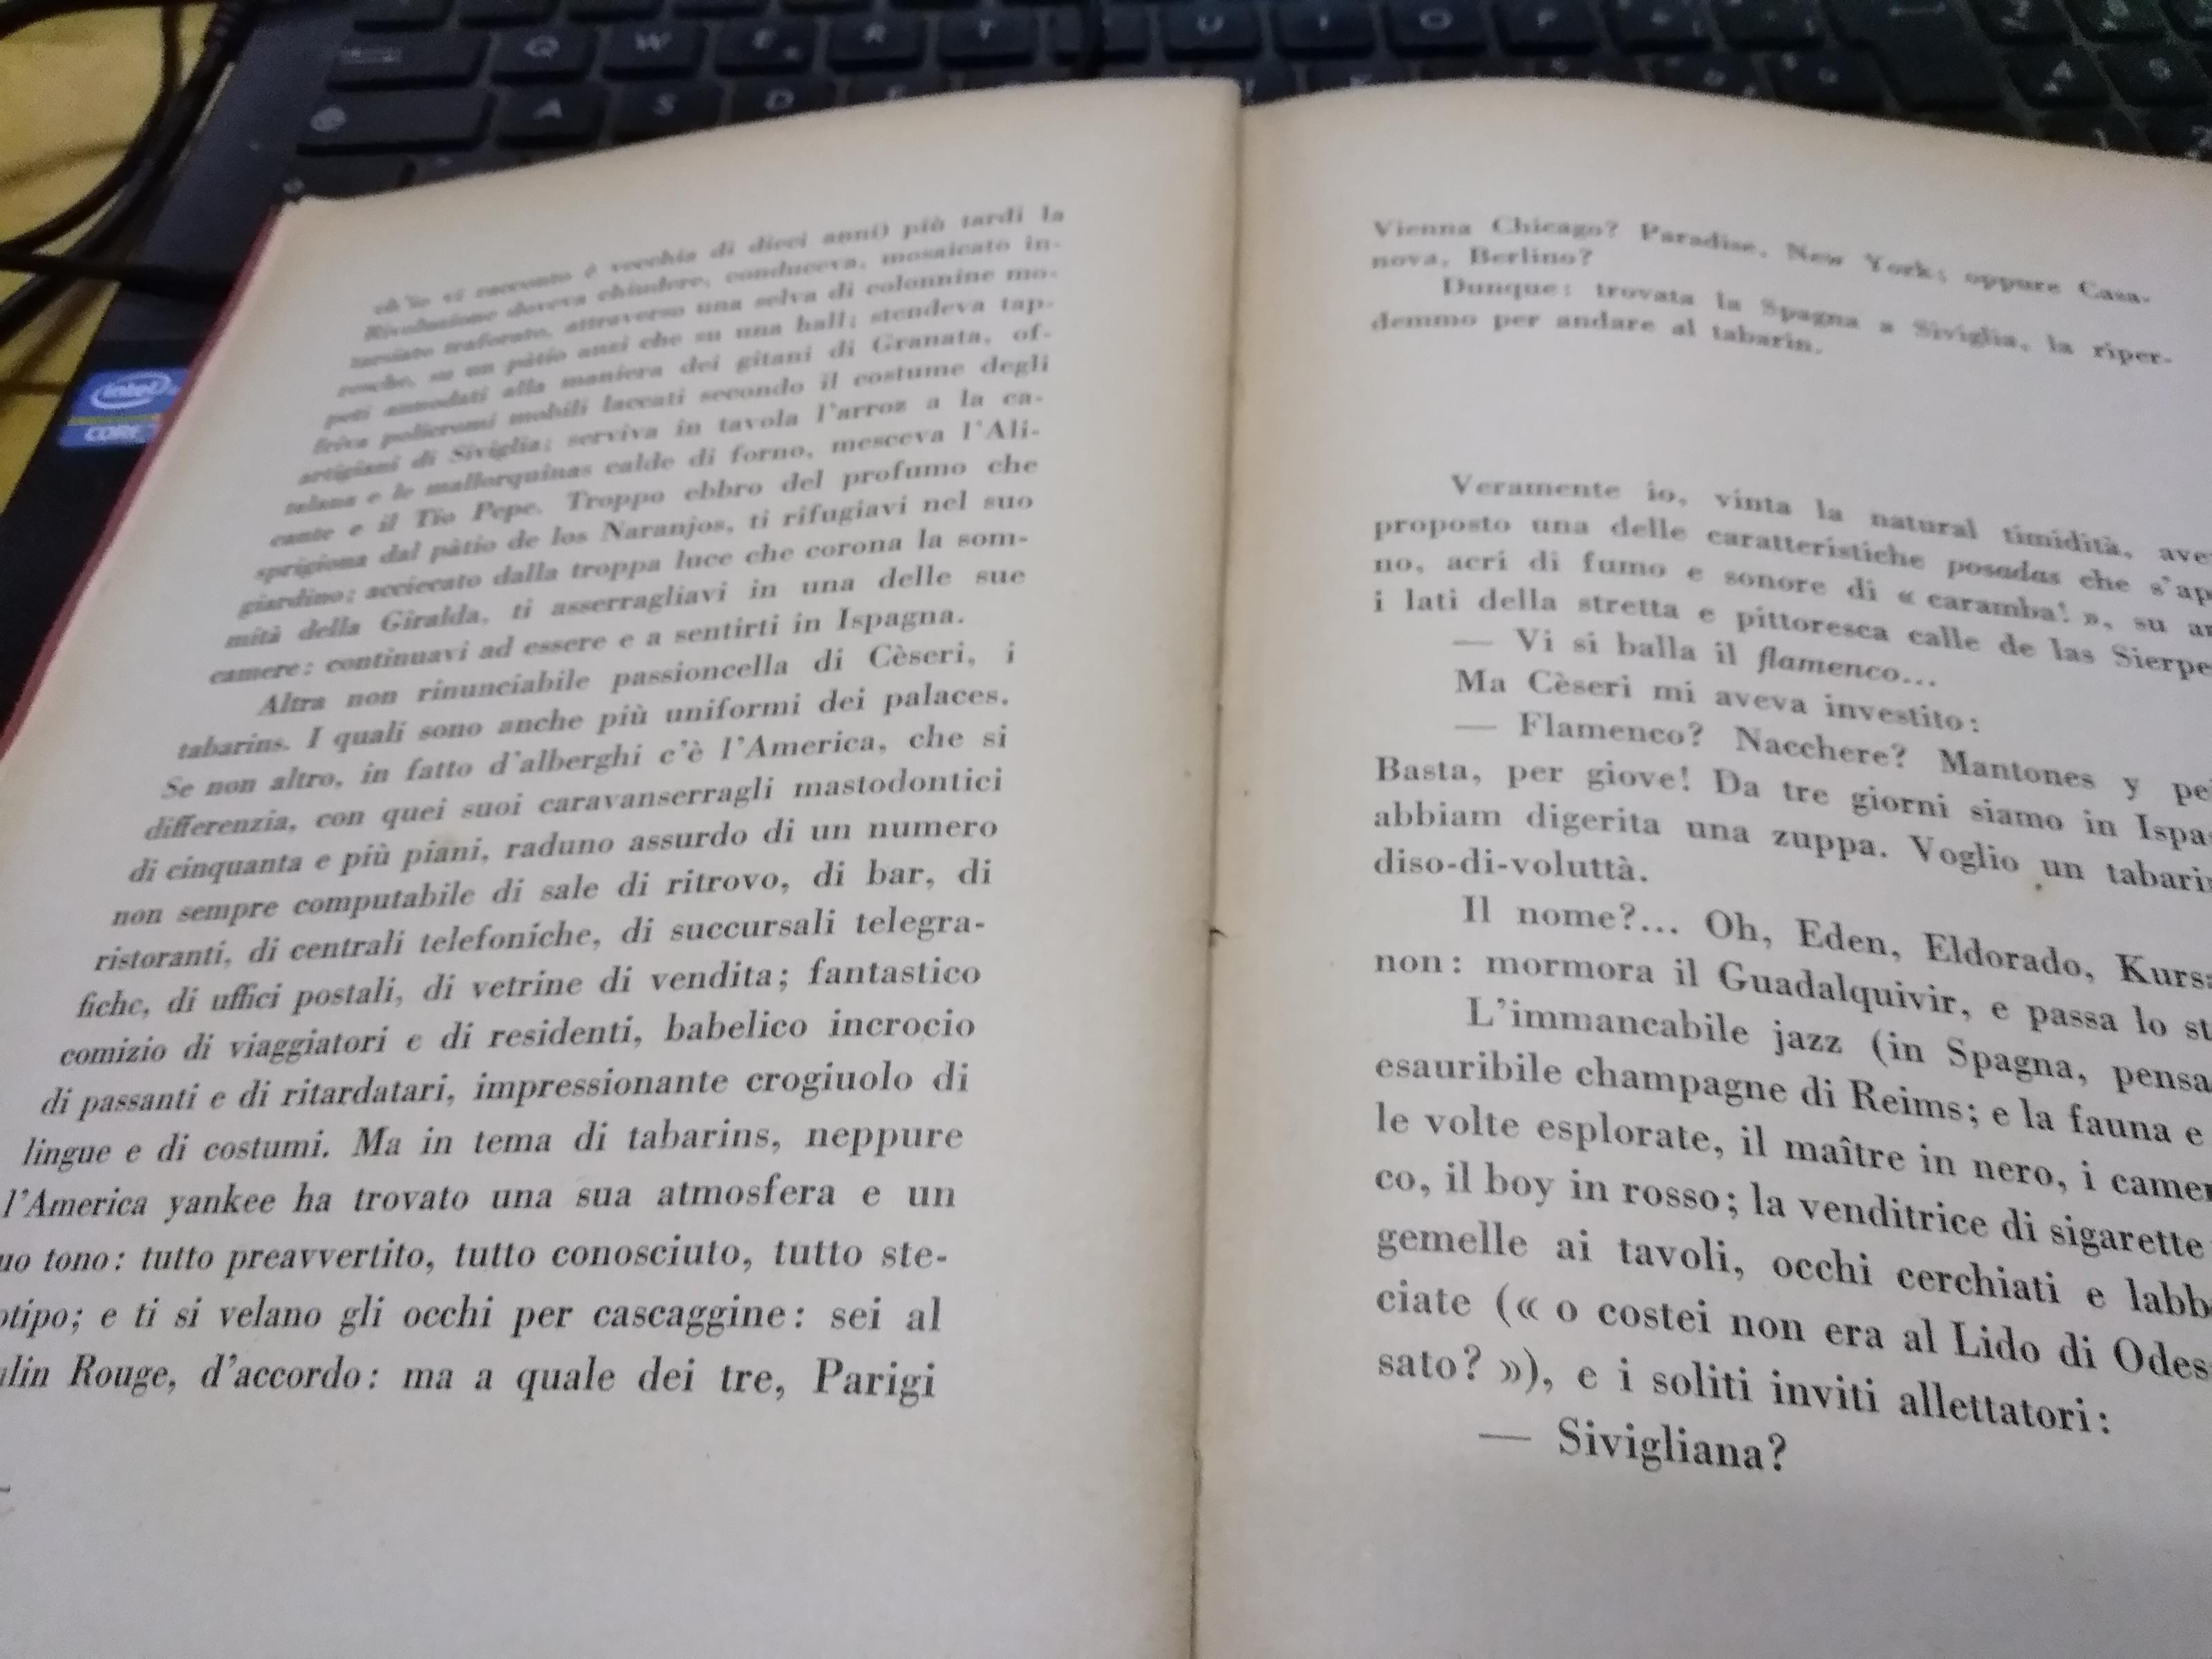 ch'io vi racconto è vecchia di dieci anni) più tardi la
Rivoluzione doveva chiudere, conduceva, mosaicato in-
tarsiato traforato, attraverso una selva di colonnine mo-
resche, su un pàtio anzi che su una hall; stendeva tap-
peti annodati alla maniera dei gitani di Granata, of-
friva policromi mobili laccati secondo il costume degli
artigiani di Siviglia; serviva in tavola l'arroz a la ca-
talana e le mallorquinas calde di forno, mesceva l'Ali-
cante e il Tio Pepe. Troppo ebbro del profumo che
sprigiona dal pàtio de los Naranjos, ti rifugiavi nel suo
giardino; acciecato dalla troppa luce che corona la som-
mità della Giralda, ti asserragliavi in una delle sue
camere: continuavi ad essere e a sentirti in Ispagna.
Altra non rinunciabile passioncella di Cèseri, i
tabarins. I quali sono anche più uniformi dei palaces.
Se non altro, in fatto d'alberghi c'è l'America, che si
differenzia, con quei suoi caravanserragli mastodontici
di cinquanta e più piani, raduno assurdo di un numero
non sempre computabile di sale di ritrovo, di bar, di
ristoranti, di centrali telefoniche, di succursali telegra-
fiche, di uffici postali, di vetrine di vendita; fantastico
comizio di viaggiatori e di residenti, babelico incrocio
di passanti e di ritardatari, impressionante crogiuolo di
lingue e di costumi. Ma in tema di tabarins, neppure
l'America yankee ha trovato una sua atmosfera e un
uo tono: tutto preavvertito, tutto conosciuto, tutto ste-
otipo; e ti si velano gli occhi per cascaggine: sei al
lin Rouge, d'accordo: ma a quale dei tre, Parigi
Vienna Chicago? Paradise, New York; oppure Casa-
nova, Berlino?
Dunque: trovata la Spagna a Siviglia, la riper-
demmo per andare al tabarin.
Veramente io, vinta la natural timidità, ave
proposto una delle caratteristiche posadas che s'ap
no, acri di fumo e sonore di « caramba! », su
i lati della stretta e pittoresca calle de las Sierpe
— Vi si balla il flamenco...
Ma Cèseri mi aveva investito:
— Flamenco? Nacchere? Mantones y pe
Basta, per giove! Da tre giorni siamo in Ispa
abbiam digerita una zuppa. Voglio un tabari
diso-di-voluttà.
Il nome?... Oh, Eden, Eldorado, Kursa
non: mormora il Guadalquivir, e passa lo st
L'immancabile jazz (in Spagna, pensa
esauribile champagne di Reims; e la fauna e
le volte esplorate, il maître in nero, i camer
co, il boy in rosso; la venditrice di sigarette
gemelle ai tavoli, occhi cerchiati e labb
ciate (« o costei non era al Lido di Odes
sato? »), e i soliti inviti allettatori:
— Sivigliana?
intel
CORE
Q W E R T U I O P
A S D